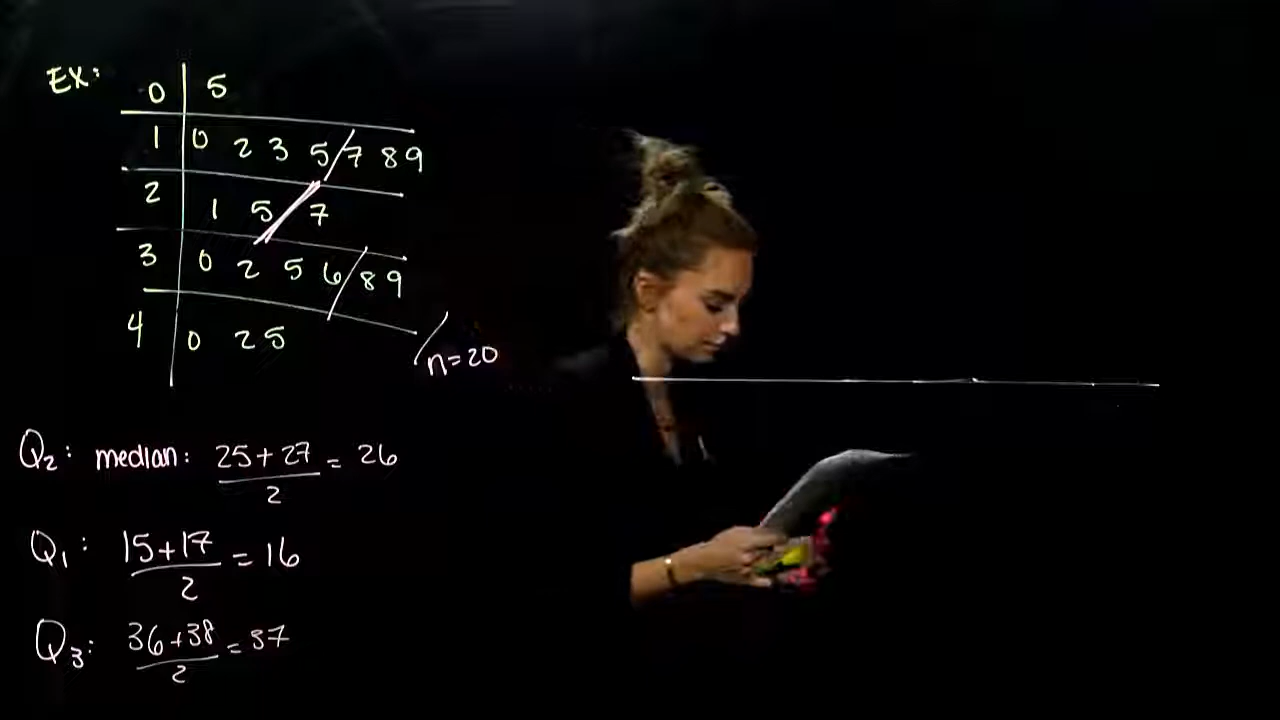 EX:
0 | 5
1 | 0 2 3 5 / 7 8 9
2 | 1 5 / 7
3 | 0 2 5 6 / 8 9
4 | 0 2 5 / n=20
Q₂: median: (25+27)/2 = 26
Q₁: (15+17)/2 = 16
Q₃: (36+38)/2 = 37